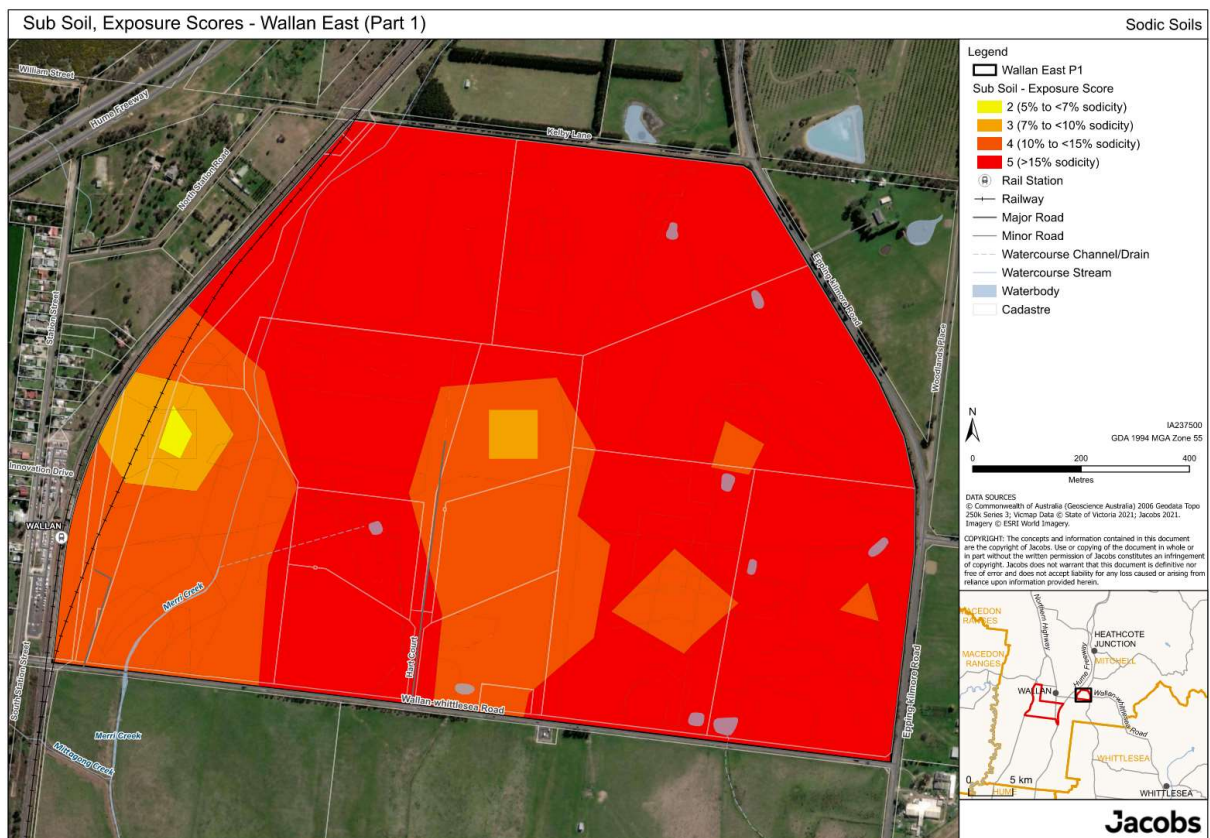 Sub Soil, Exposure Scores - Wallan East (Part 1)
Sodic Soils
William Street
Hume Freeway
North Station Road
Kelby Lane
Epping-kilmore Road
Woodlands Place
Station Street
Innovation Drive
WALLAN
Merri Creek
Hart Court
Wallan-whittlesea Road
Epping-kilmore Road
South Station Street
Merri Creek
Mittagong Creek
Legend
Wallan East P1
Sub Soil - Exposure Score
2 (5% to <7% sodicity)
3 (7% to <10% sodicity)
4 (10% to <15% sodicity)
5 (>15% sodicity)
Rail Station
Railway
Major Road
Minor Road
Watercourse Channel/Drain
Watercourse Stream
Waterbody
Cadastre
N
IA237500
GDA 1994 MGA Zone 55
0 200 400
Metres
DATA SOURCES
© Commonwealth of Australia (Geoscience Australia) 2006 Geodata Topo
250k Series 3; Vicmap Data © State of Victoria 2021; Jacobs 2021.
Imagery © ESRI World Imagery.
COPYRIGHT: The concepts and information contained in this document
are the copyright of Jacobs. Use or copying of the document in whole or
in part without the written permission of Jacobs constitutes an infringement
of copyright. Jacobs does not warrant that this document is definitive nor
free of error and does not accept liability for any loss caused or arising from
reliance upon information provided herein.
MACEDON
RANGES
MACEDON
RANGES
Northern Highway
Hume Freeway
HEATHCOTE
JUNCTION
MITCHELL
WALLAN
Wallan-whittlesea Road
WHITTLESEA
0 5 km
HUME
WHITTLESEA
Jacobs